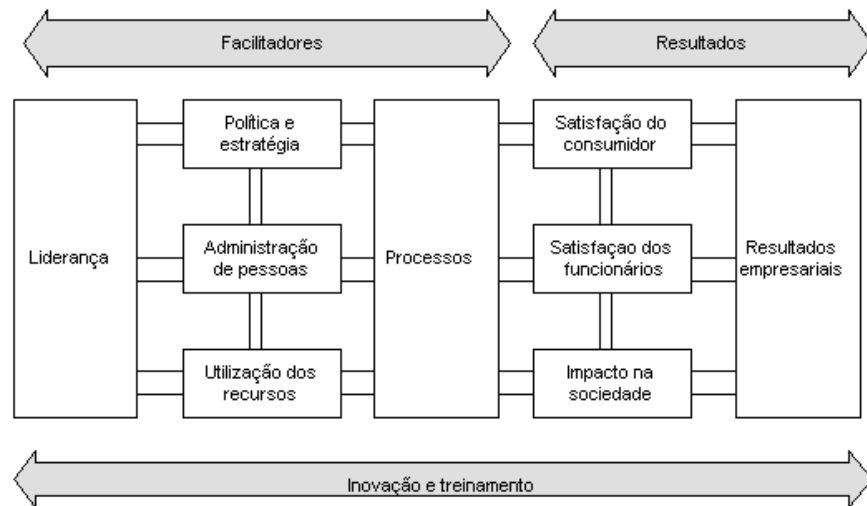 Facilitadores
Resultados
Política e
estratégia
Satisfação do
consumidor
Liderança
Administração
de pessoas
Processos
Satisfaçao dos
funcionários
Resultados
empresariais
Utilização dos
recursos
Impacto na
sociedade
Inovação e treinamento